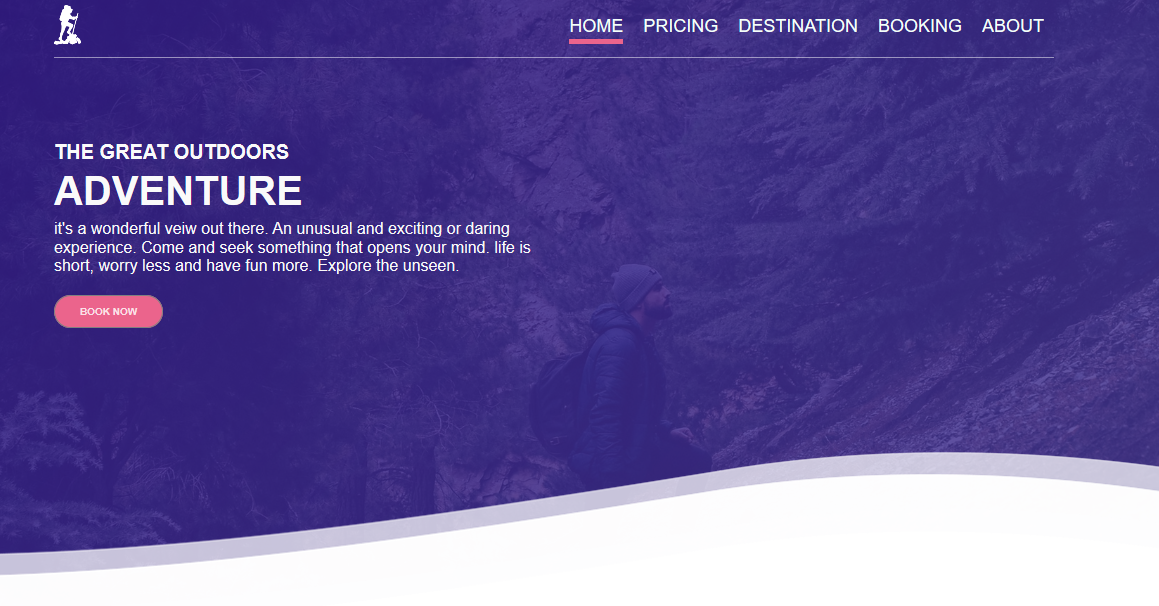 HOME PRICING DESTINATION BOOKING ABOUT
THE GREAT OUTDOORS
ADVENTURE
it's a wonderful veiw out there. An unusual and exciting or daring
experience. Come and seek something that opens your mind. life is
short, worry less and have fun more. Explore the unseen.
BOOK NOW